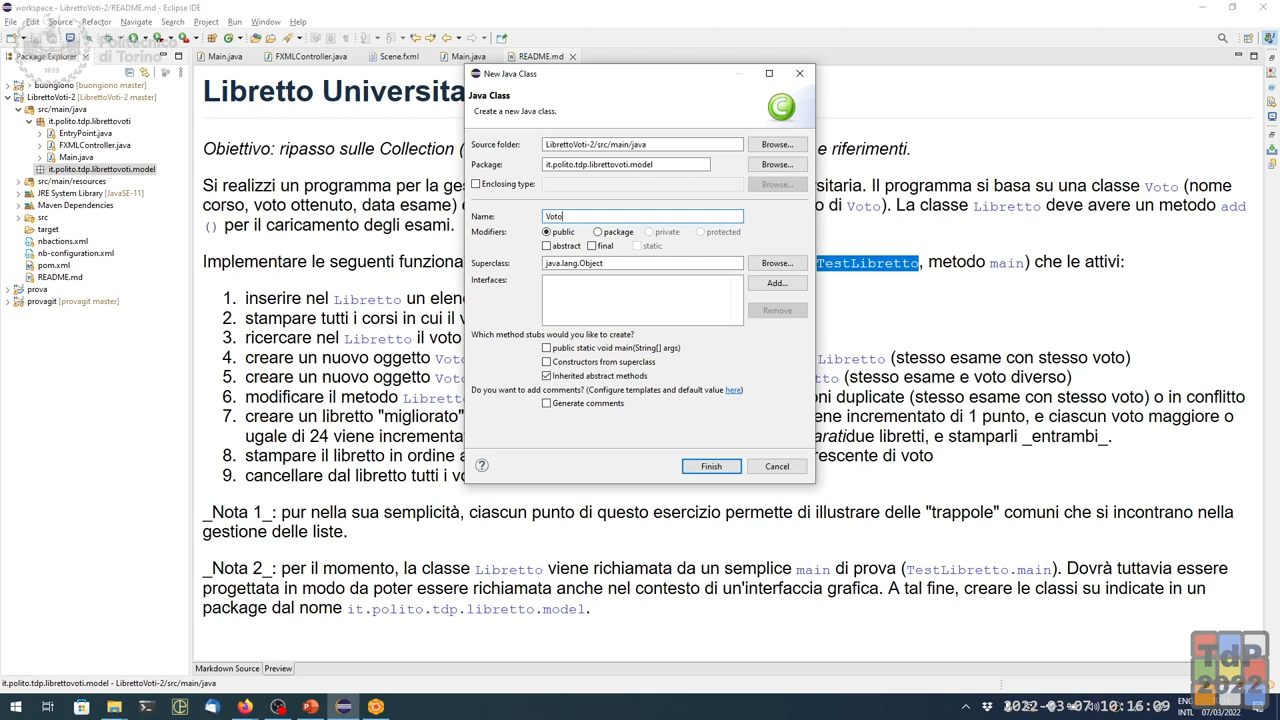 workspace - LibrettoVoti-2/README.md - Eclipse IDE
File Edit Source Refactor Navigate Search Project Run Window Help
Politecnico
di Torino
1859
Package Explorer
Main.java
FXMLController.java
Scene.fxml
Main.java
README.md
> buongiono [buongiorno master]
LibrettoVoti-2 [LibrettoVoti-2 master]
src/main/java
it.polito.tdp.librettovoti
EntryPoint.java
FXMLController.java
Main.java
it.polito.tdp.librettovoti.model
src/main/resources
JRE System Library [JavaSE-11]
Maven Dependencies
src
target
nbactions.xml
nb-configuration.xml
pom.xml
README.md
prova
provagit [provagit master]
Libretto Universita
Obiettivo: ripasso sulle Collection (
e riferimenti.
Si realizzi un programma per la ge
sitaria. Il programma si basa su una classe Voto (nome
corso, voto ottenuto, data esame) e
o di Voto). La classe Libretto deve avere un metodo add
() per il caricamento degli esami.
Implementare le seguenti funziona
TestLibretto, metodo main) che le attivi:
1. inserire nel Libretto un elen
2. stampare tutti i corsi in cui il v
3. ricercare nel Libretto il voto
4. creare un nuovo oggetto Voto
Libretto (stesso esame con stesso voto)
5. creare un nuovo oggetto Voto
tto (stesso esame e voto diverso)
6. modificare il metodo Librett
oni duplicate (stesso esame con stesso voto) o in conflitto
7. creare un libretto "migliorato"
viene incrementato di 1 punto, e ciascun voto maggiore o
ugale di 24 viene incrementat
aratidue libretti, e stamparli _entrambi_.
8. stampare il libretto in ordine a
rescente di voto
9. cancellare dal libretto tutti i vo
_Nota 1_: pur nella sua semplicità, ciascun punto di questo esercizio permette di illustrare delle "trappole" comuni che si incontrano nella
gestione delle liste.
_Nota 2_: per il momento, la classe Libretto viene richiamata da un semplice main di prova (TestLibretto.main). Dovrà tuttavia essere
progettata in modo da poter essere richiamata anche nel contesto di un'interfaccia grafica. A tal fine, creare le classi su indicate in un
package dal nome it.polito.tdp.libretto.model.
New Java Class
Java Class
Create a new Java class.
C
Source folder: LibrettoVoti-2/src/main/java Browse...
Package: it.polito.tdp.librettovoti.model Browse...
Enclosing type: Browse...
Name: Voto
Modifiers: public package private protected
abstract final static
Superclass: java.lang.Object Browse...
Interfaces: Add...
Remove
Which method stubs would you like to create?
public static void main(String[] args)
Constructors from superclass
Inherited abstract methods
Do you want to add comments? (Configure templates and default value here)
Generate comments
Finish Cancel
Markdown Source Preview
it.polito.tdp.librettovoti.model - LibrettoVoti-2/src/main/java
TdP
2022
2022-03-07 10:16:09
INTL 07/03/2022